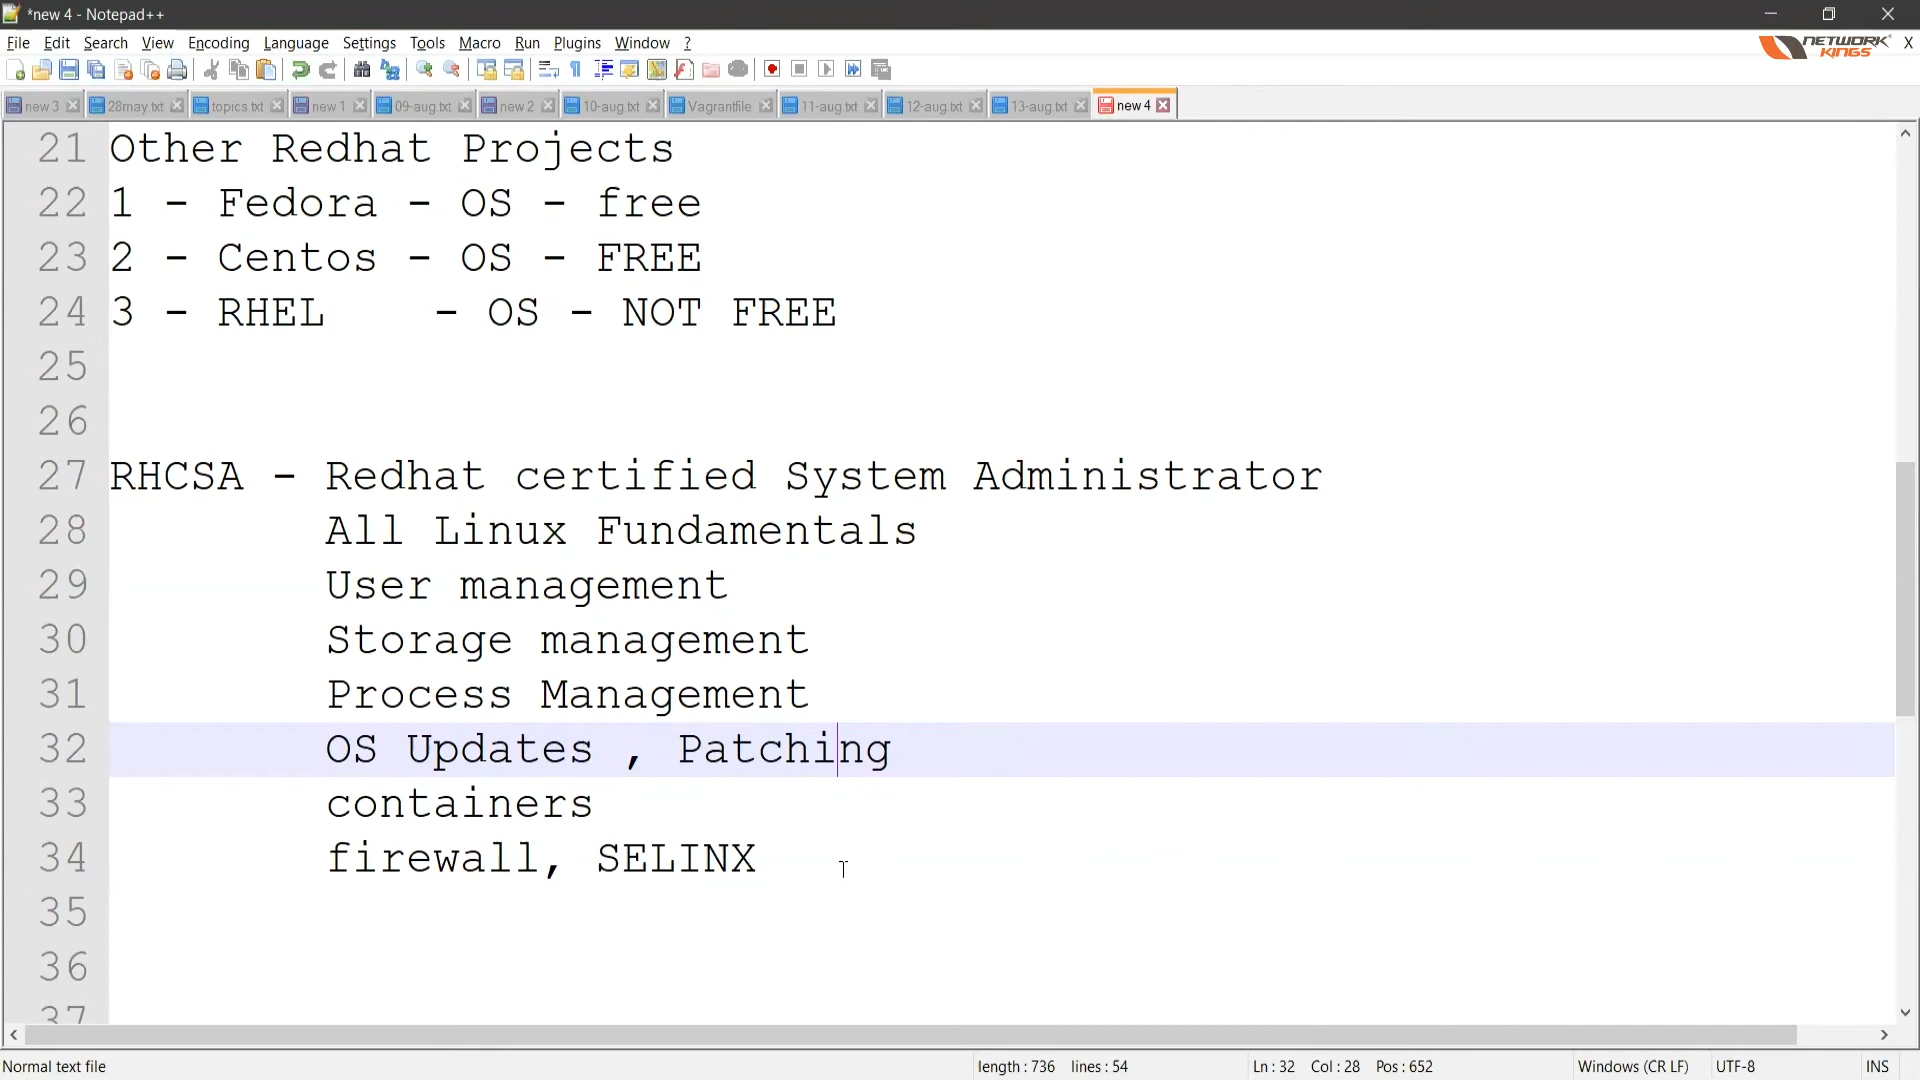 *new 4 - Notepad++
File Edit Search View Encoding Language Settings Tools Macro Run Plugins Window ?
NETWORK KINGS
X
new 3 28may.txt topics.txt new 1 09-aug.txt new 2 10-aug.txt Vagrantfile 11-aug.txt 12-aug.txt 13-aug.txt new 4
21 Other Redhat Projects
22 1 - Fedora - OS - free
23 2 - Centos - OS - FREE
24 3 - RHEL    - OS - NOT FREE
25
26
27 RHCSA - Redhat certified System Administrator
28 All Linux Fundamentals
29 User management
30 Storage management
31 Process Management
32 OS Updates , Patching
33 containers
34 firewall, SELINX
35
36
37
Normal text file length : 736 lines : 54 Ln : 32 Col : 28 Pos : 652 Windows (CR LF) UTF-8 INS